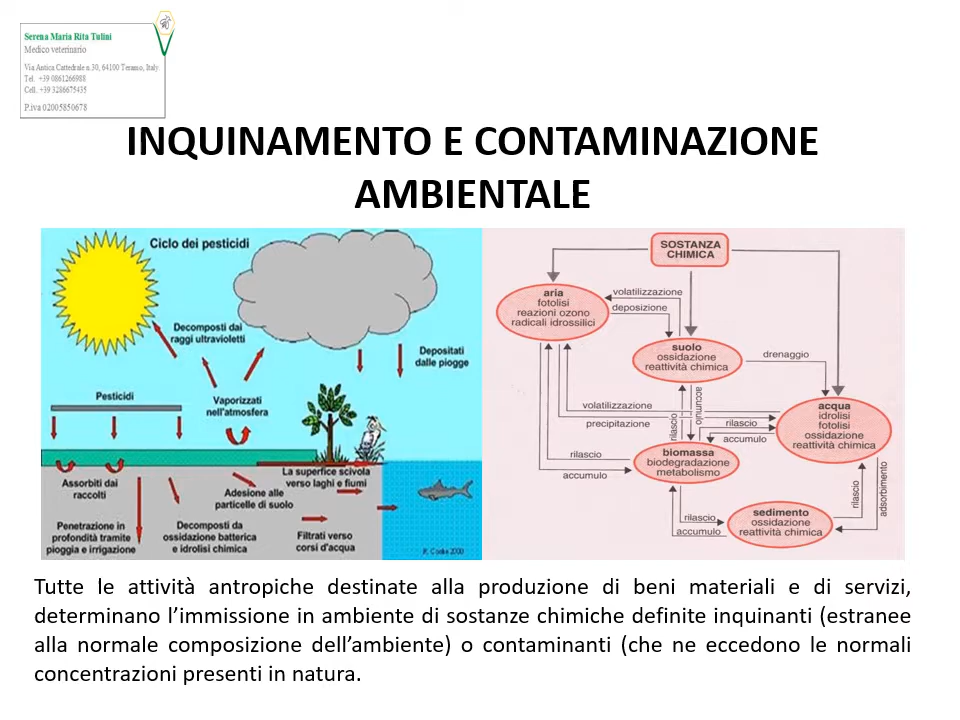 Serena Maria Rita Tulini
Medico veterinario
Via Antica Cattedrale n.30, 64100 Teramo, Italy.
Tel. +39 0861266988
Cell. +39 3286675435
P.iva 02005850678
INQUINAMENTO E CONTAMINAZIONE
AMBIENTALE
Ciclo dei pesticidi
Decomposti dai
raggi ultravioletti
Depositati
dalle piogge
Pesticidi
Vaporizzati
nell'atmosfera
Assorbiti dai
raccolti
La superfice scivola
verso laghi e fiumi
Adesione alle
particelle di suolo
Penetrazione in
profondità tramite
pioggia e irrigazione
Decomposti da
ossidazione batterica
e idrolisi chimica
Filtrati verso
corsi d'acqua
SOSTANZA
CHIMICA
aria
fotolisi
reazioni ozono
radicali idrossilici
volatilizzazione
deposizione
suolo
ossidazione
reattività chimica
drenaggio
volatilizzazione
precipitazione
rilascio
accumulo
acqua
idrolisi
fotolisi
ossidazione
reattività chimica
rilascio
accumulo
rilascio
accumulo
biomassa
biodegradazione
metabolismo
rilascio
accumulo
sedimento
ossidazione
reattività chimica
rilascio
adsorbimento
Tutte le attività antropiche destinate alla produzione di beni materiali e di servizi,
determinano l'immissione in ambiente di sostanze chimiche definite inquinanti (estranee
alla normale composizione dell'ambiente) o contaminanti (che ne eccedono le normali
concentrazioni presenti in natura.